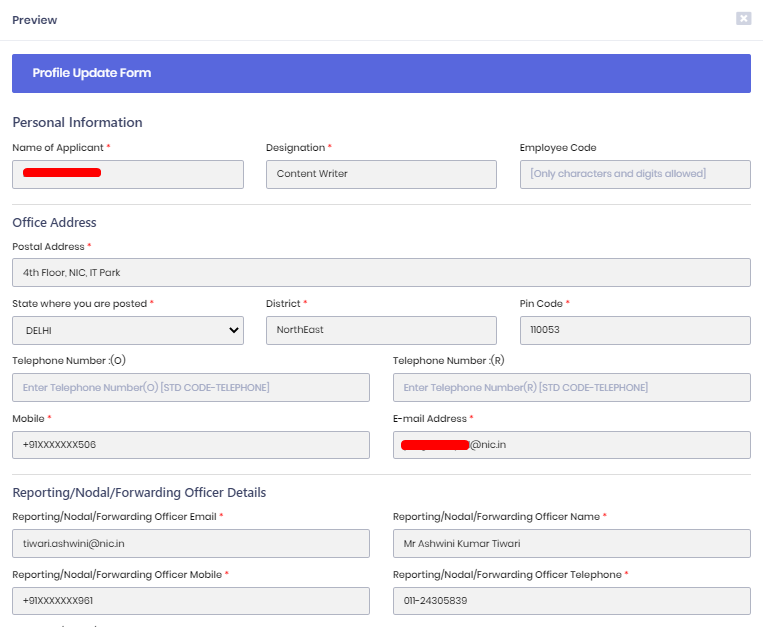 Preview
Profile Update Form
Personal Information
Name of Applicant * Designation * Employee Code
Content Writer [Only characters and digits allowed]
Office Address
Postal Address *
4th Floor, NIC, IT Park
State where you are posted * District * Pin Code *
DELHI NorthEast 110053
Telephone Number :(O) Telephone Number :(R)
Enter Telephone Number(O) [STD CODE-TELEPHONE] Enter Telephone Number(R) [STD CODE-TELEPHONE]
Mobile * E-mail Address *
+91XXXXXXX506 @nic.in
Reporting/Nodal/Forwarding Officer Details
Reporting/Nodal/Forwarding Officer Email * Reporting/Nodal/Forwarding Officer Name *
tiwari.ashwini@nic.in Mr Ashwini Kumar Tiwari
Reporting/Nodal/Forwarding Officer Mobile * Reporting/Nodal/Forwarding Officer Telephone *
+91XXXXXXX961 011-24305839